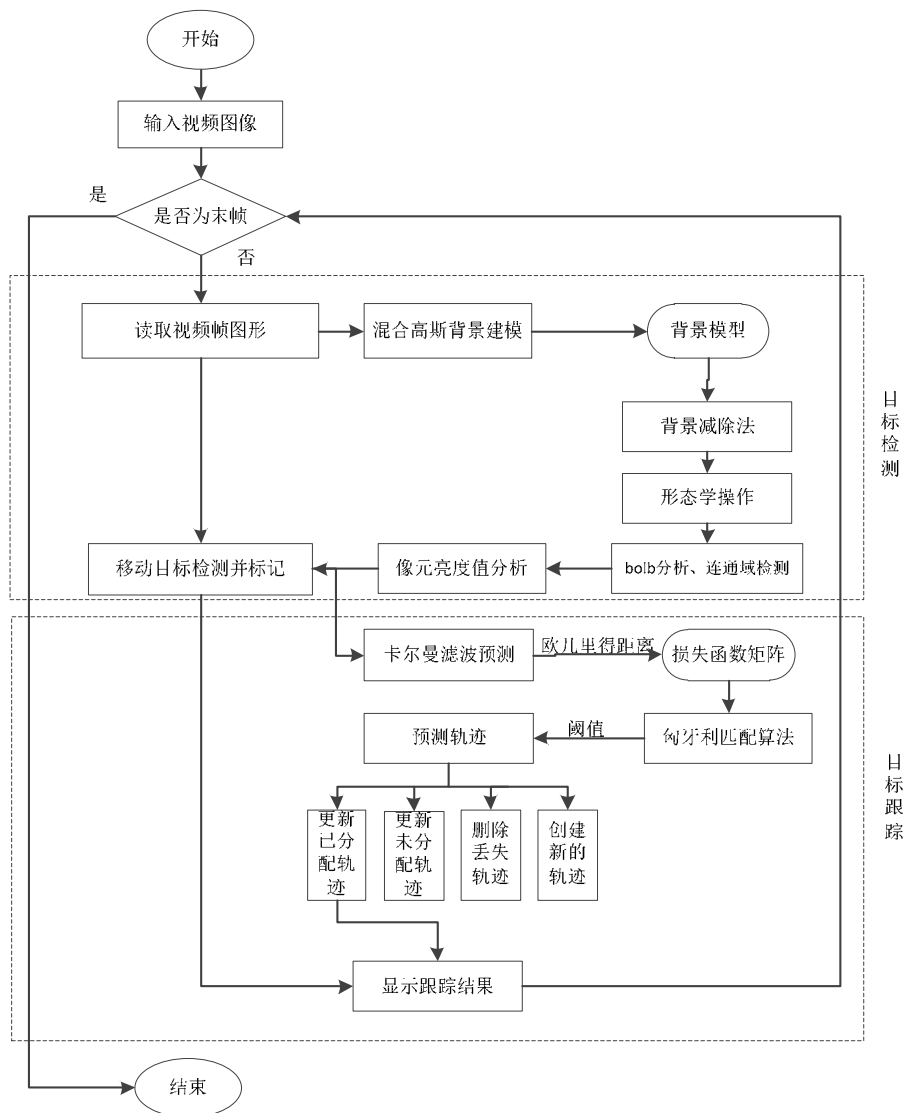 开始
输入视频图像
是
是否为末帧
否
读取视频帧图形
混合高斯背景建模
背景模型
背景减除法
形态学操作
移动目标检测并标记
像元亮度值分析
bolb分析、连通域检测
目
标
检
测
卡尔曼滤波预测
欧几里得距离
损失函数矩阵
预测轨迹
阈值
匈牙利匹配算法
更新
已分
配轨
迹
更新
未分
配轨
迹
删除
丢失
轨迹
创建
新的
轨迹
显示跟踪结果
目
标
跟
踪
结束